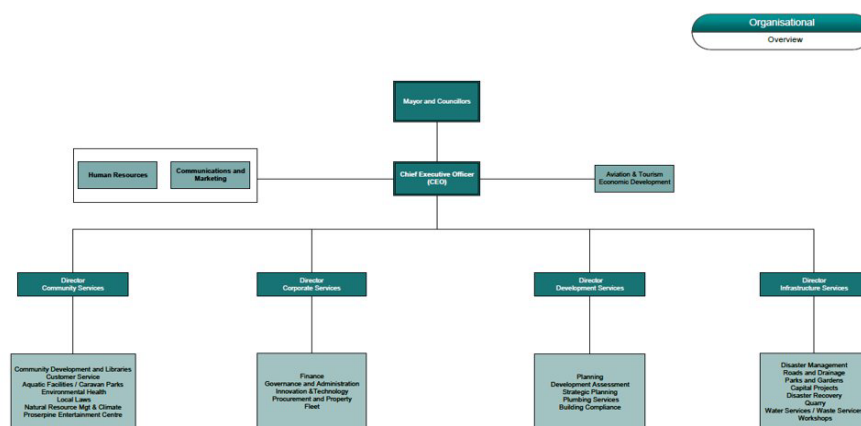 Organisational
Overview
Mayor and Councillors
Human Resources
Communications and
Marketing
Chief Executive Officer
(CEO)
Aviation & Tourism
Economic Development
Director
Community Services
Director
Corporate Services
Director
Development Services
Director
Infrastructure Services
Community Development and Libraries
Customer Service
Aquatic Facilities / Caravan Parks
Environmental Health
Local Laws
Natural Resource Mgt & Climate
Proserpine Entertainment Centre
Finance
Governance and Administration
Innovation &Technology
Procurement and Property
Fleet
Planning
Development Assessment
Strategic Planning
Plumbing Services
Building Compliance
Disaster Management
Roads and Drainage
Parks and Gardens
Capital Projects
Disaster Recovery
Quarry
Water Services / Waste Services
Workshops